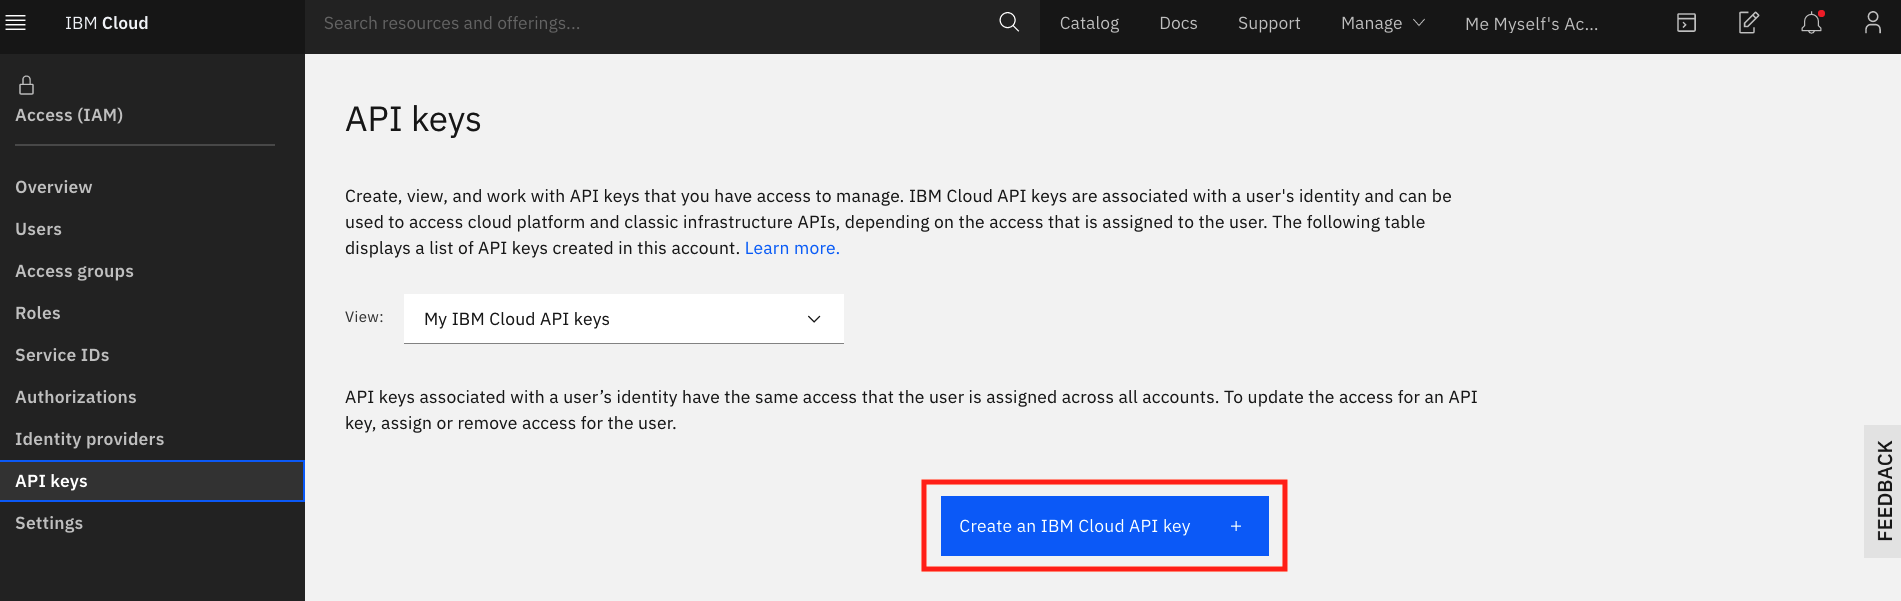 IBM Cloud
Search resources and offerings...
Catalog
Docs
Support
Manage
Me Myself's Ac...
Access (IAM)
Overview
Users
Access groups
Roles
Service IDs
Authorizations
Identity providers
API keys
Settings
API keys
Create, view, and work with API keys that you have access to manage. IBM Cloud API keys are associated with a user's identity and can be
used to access cloud platform and classic infrastructure APIs, depending on the access that is assigned to the user. The following table
displays a list of API keys created in this account. Learn more.
View:
My IBM Cloud API keys
API keys associated with a user’s identity have the same access that the user is assigned across all accounts. To update the access for an API
key, assign or remove access for the user.
Create an IBM Cloud API key +
FEEDBACK